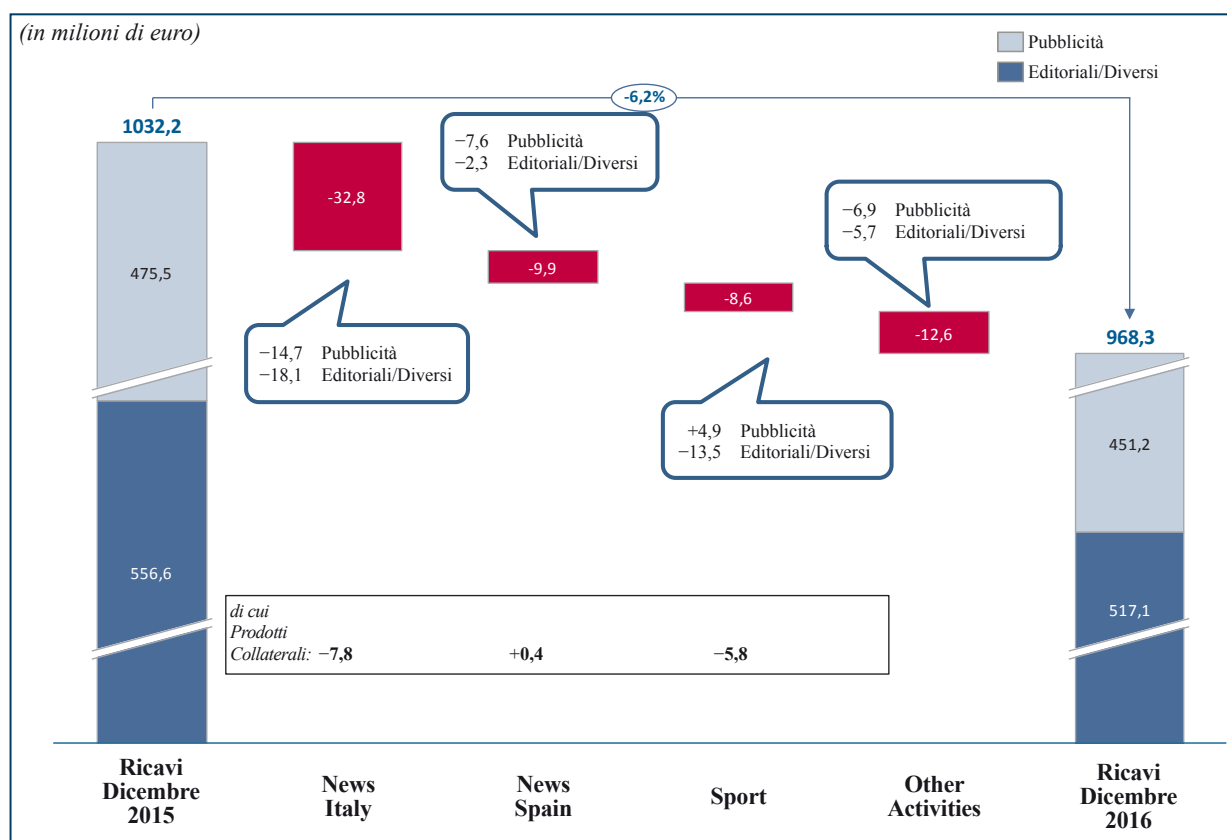 (in milioni di euro)
Pubblicità
Editoriali/Diversi
-6,2%
1032,2
−7,6 Pubblicità
−2,3 Editoriali/Diversi
-32,8
−6,9 Pubblicità
−5,7 Editoriali/Diversi
475,5
-9,9
-8,6
-12,6
968,3
−14,7 Pubblicità
−18,1 Editoriali/Diversi
+4,9 Pubblicità
−13,5 Editoriali/Diversi
451,2
556,6
517,1
di cui
Prodotti
Collaterali: −7,8 +0,4 −5,8
Ricavi
Dicembre
2015
News
Italy
News
Spain
Sport
Other
Activities
Ricavi
Dicembre
2016